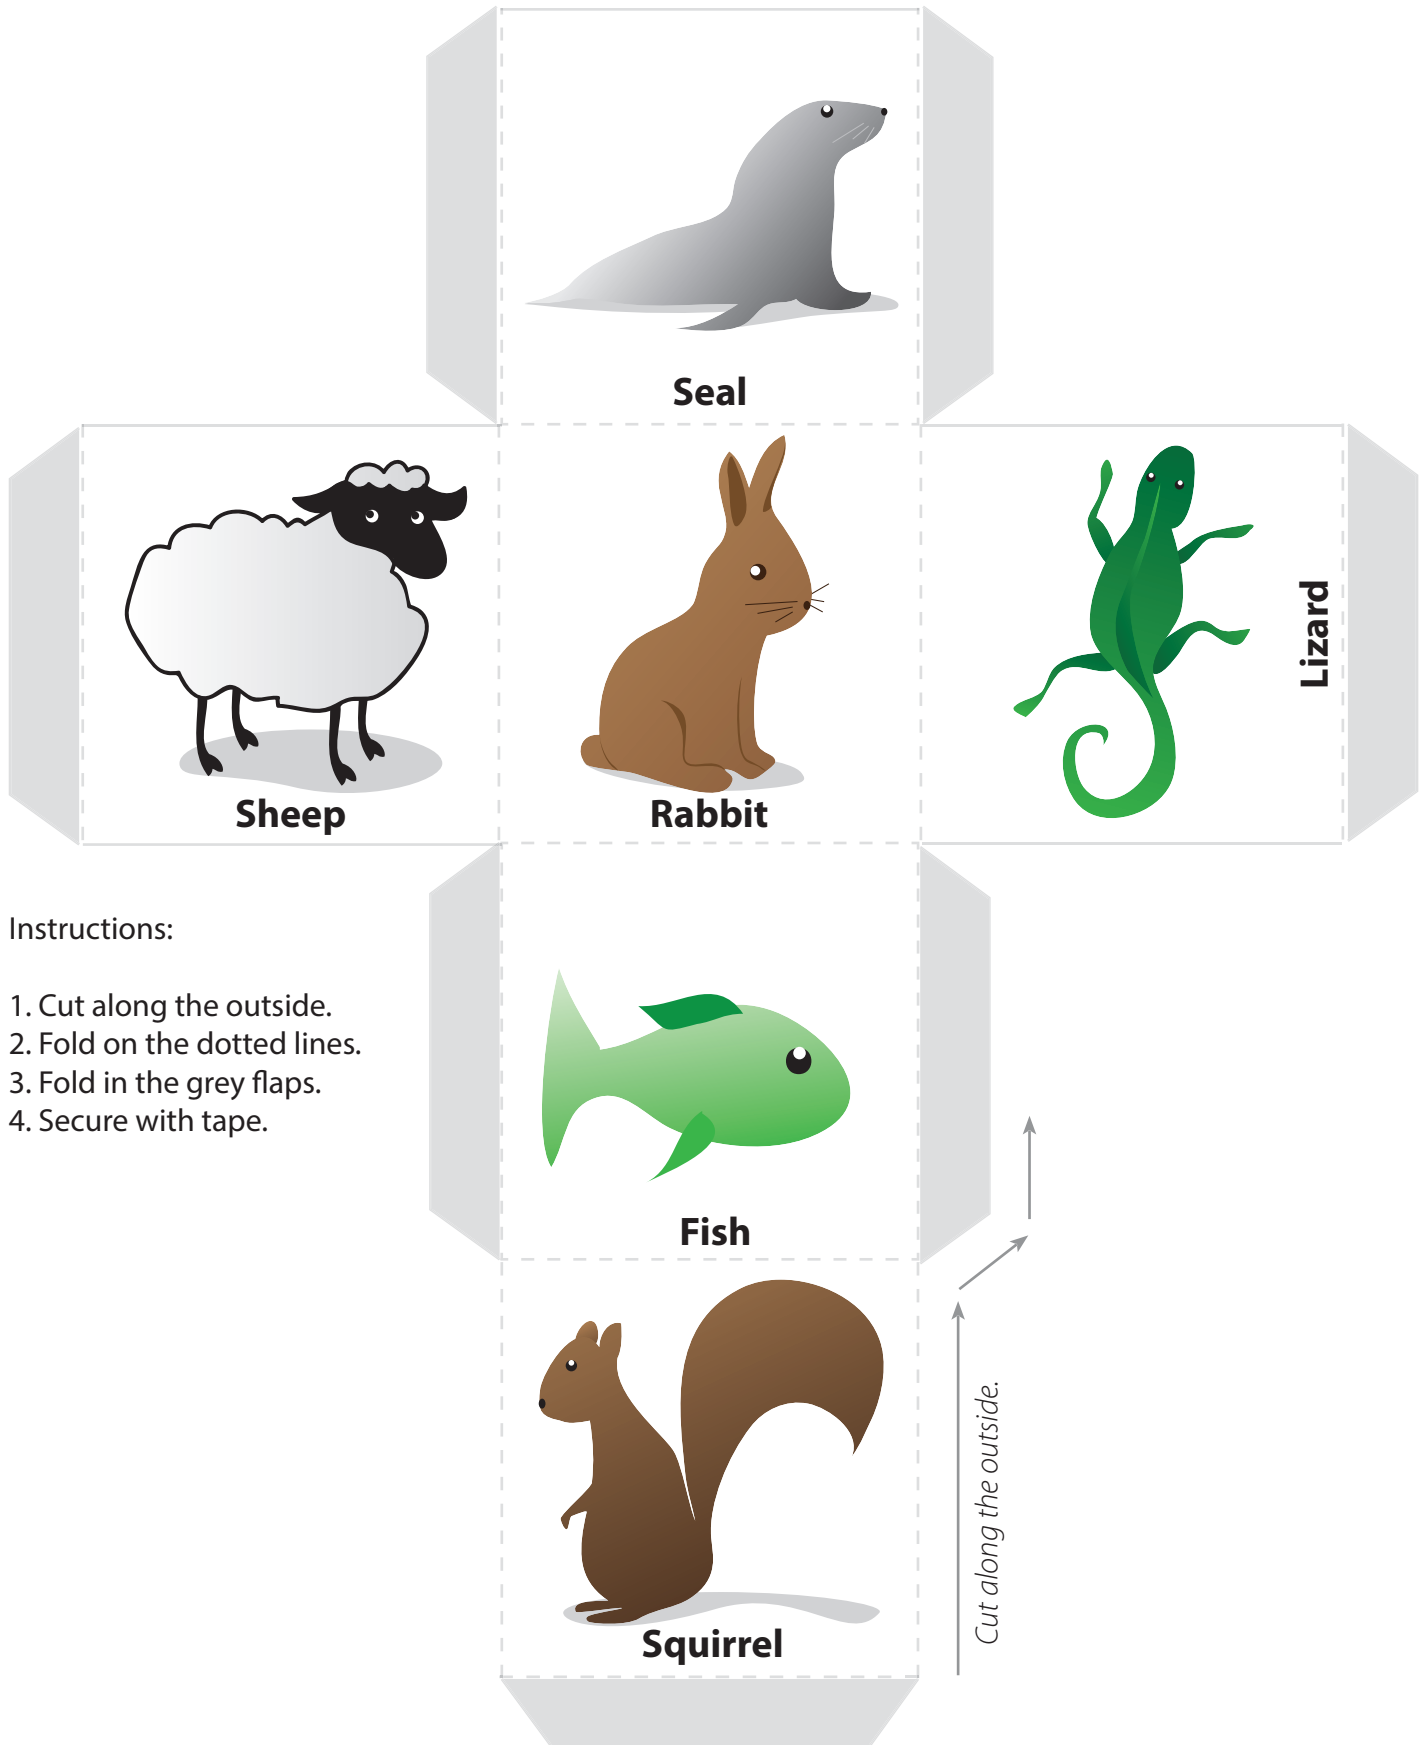 Seal
Sheep
Rabbit
Lizard
Instructions:
1. Cut along the outside.
2. Fold on the dotted lines.
3. Fold in the grey flaps.
4. Secure with tape.
Fish
Cut along the outside.
Squirrel